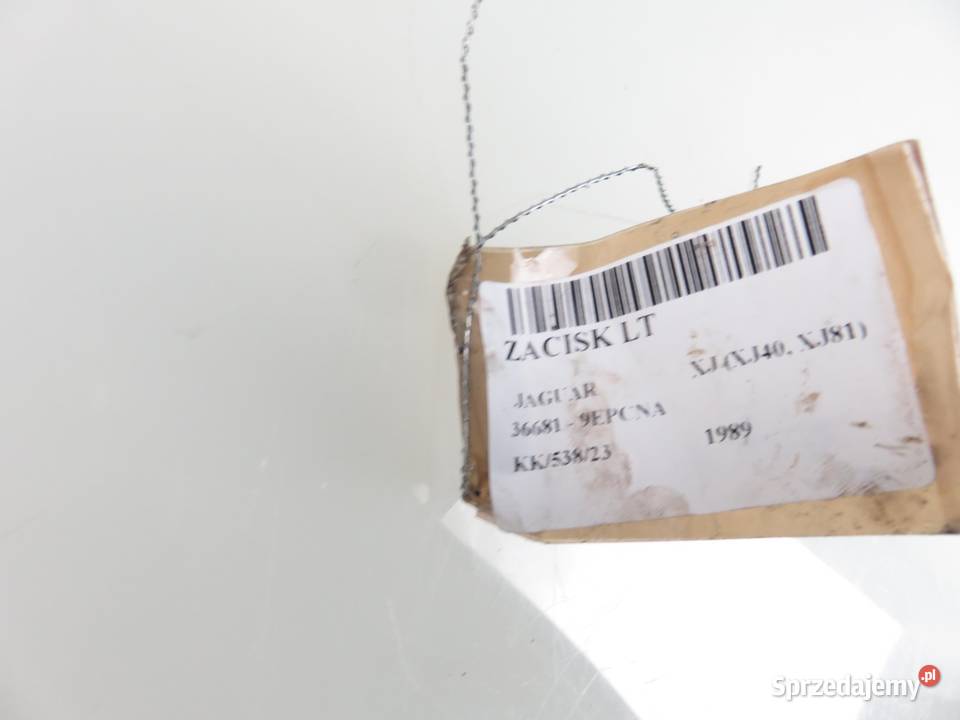 ZACISK LT
JAGUAR XJ (XJ40, XJ81)
36681 - 9EPCNA
KK/538/23 1989
Sprzedajemy.pl